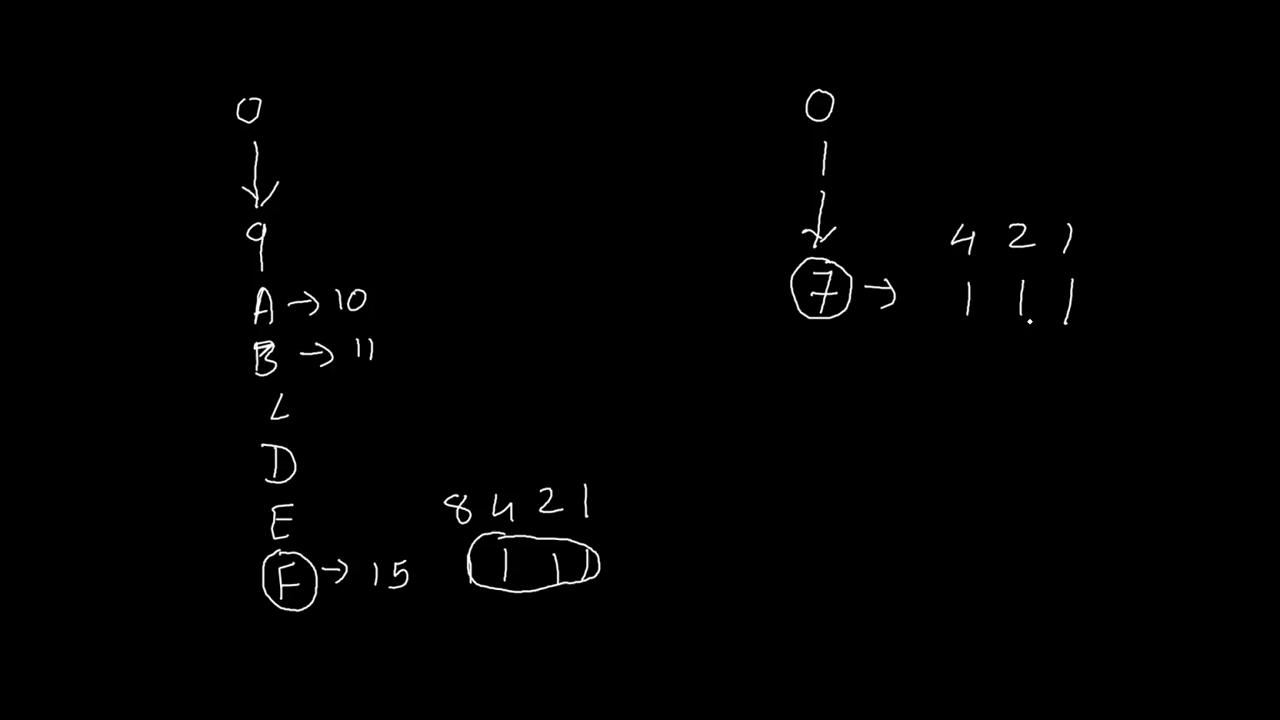 0
↓
9
A → 10
B → 11
C
D
E
F → 15
8 4 2 1
1 1 1 1
0
↓
4 2 1
7 → 1 1 1